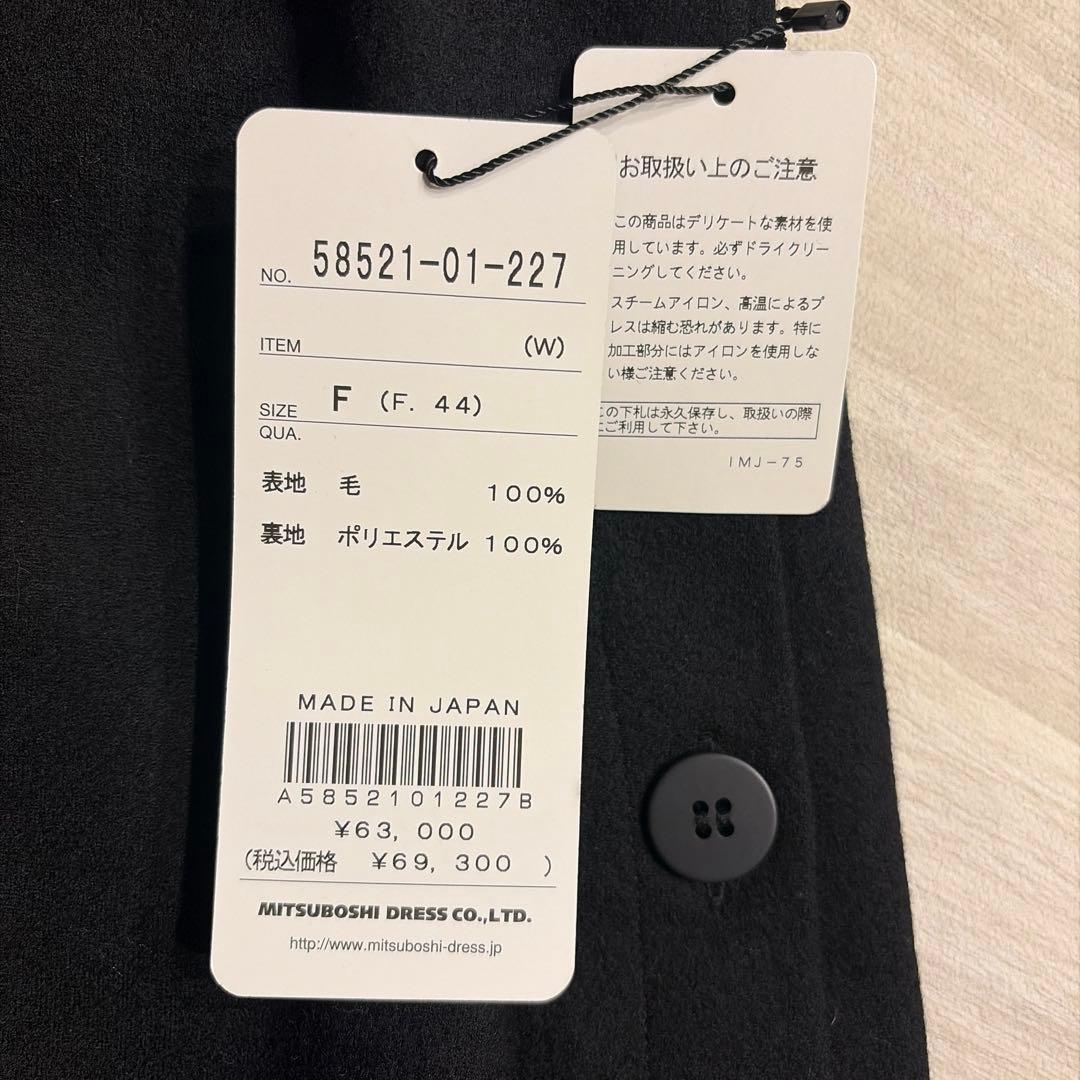 NO. 58521-01-227
ITEM (W)
SIZE F (F. 44)
QUA.
表地 毛 100%
裏地 ポリエステル 100%
MADE IN JAPAN
A5852101227B
¥63, 000
(税込価格 ¥69, 300 )
MITSUBOSHI DRESS CO.,LTD.
http://www.mitsuboshi-dress.jp
お取扱い上のご注意
この商品はデリケートな素材を使
用しています。必ずドライクリー
ニングしてください。
スチームアイロン、高温によるプ
レスは縮む恐れがあります。特に
加工部分にはアイロンを使用しな
い様ご注意ください。
この下札は永久保存し、取扱いの際
にご利用して下さい。
IMJ-75